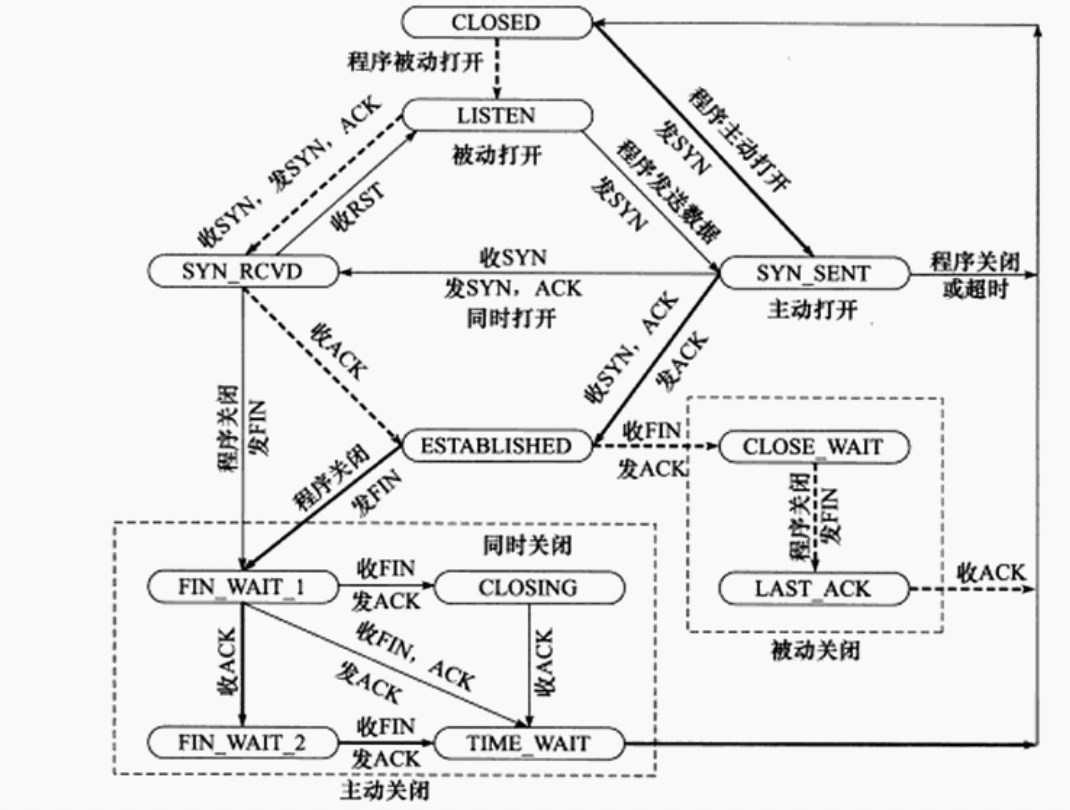 CLOSED
程序被动打开
LISTEN
被动打开
收SYN，发SYN，ACK
收RST
程序发送数据
发SYN
程序主动打开
发SYN
SYN_RCVD
收SYN
发SYN，ACK
同时打开
SYN_SENT
主动打开
程序关闭
或超时
收ACK
收SYN，ACK
发ACK
程序关闭
发FIN
ESTABLISHED
收FIN
发ACK
CLOSE_WAIT
程序关闭
发FIN
程序关闭
发FIN
LAST_ACK
收ACK
被动关闭
同时关闭
FIN_WAIT_1
收FIN
发ACK
CLOSING
收ACK
收FIN，ACK
发ACK
收ACK
FIN_WAIT_2
收FIN
发ACK
TIME_WAIT
主动关闭